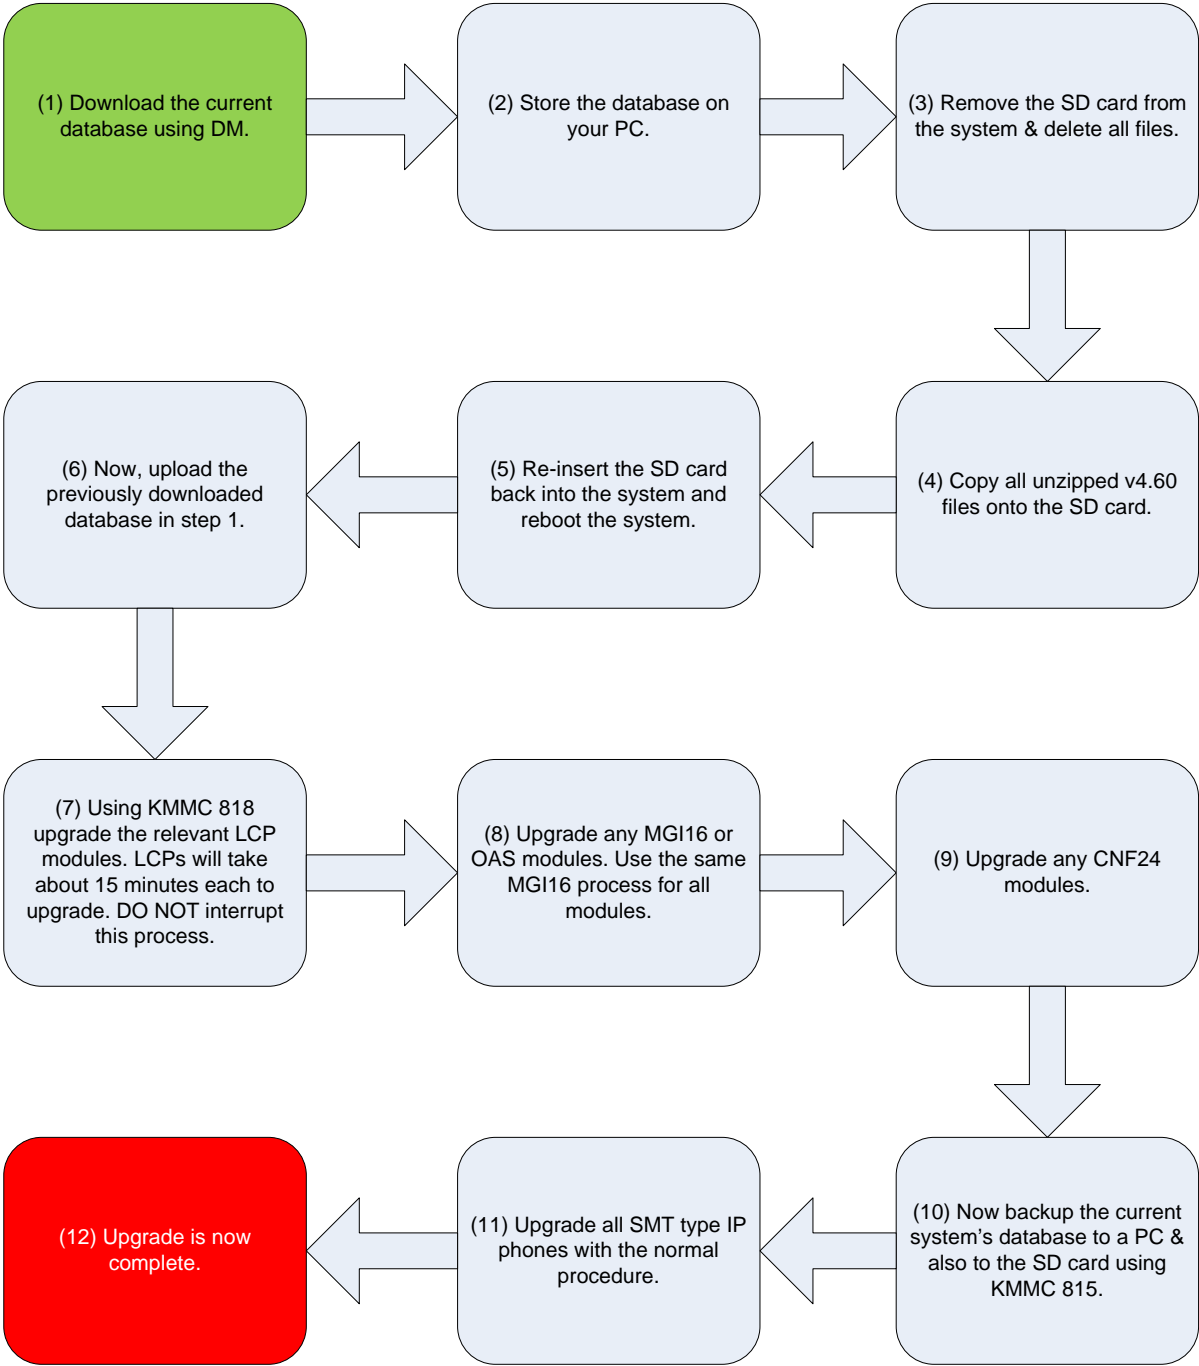 (1) Download the current
database using DM.
(2) Store the database on
your PC.
(3) Remove the SD card from
the system & delete all files.
(4) Copy all unzipped v4.60
files onto the SD card.
(5) Re-insert the SD card
back into the system and
reboot the system.
(6) Now, upload the
previously downloaded
database in step 1.
(7) Using KMMC 818
upgrade the relevant LCP
modules. LCPs will take
about 15 minutes each to
upgrade. DO NOT interrupt
this process.
(8) Upgrade any MGI16 or
OAS modules. Use the same
MGI16 process for all
modules.
(9) Upgrade any CNF24
modules.
(10) Now backup the current
system's database to a PC &
also to the SD card using
KMMC 815.
(11) Upgrade all SMT type IP
phones with the normal
procedure.
(12) Upgrade is now
complete.